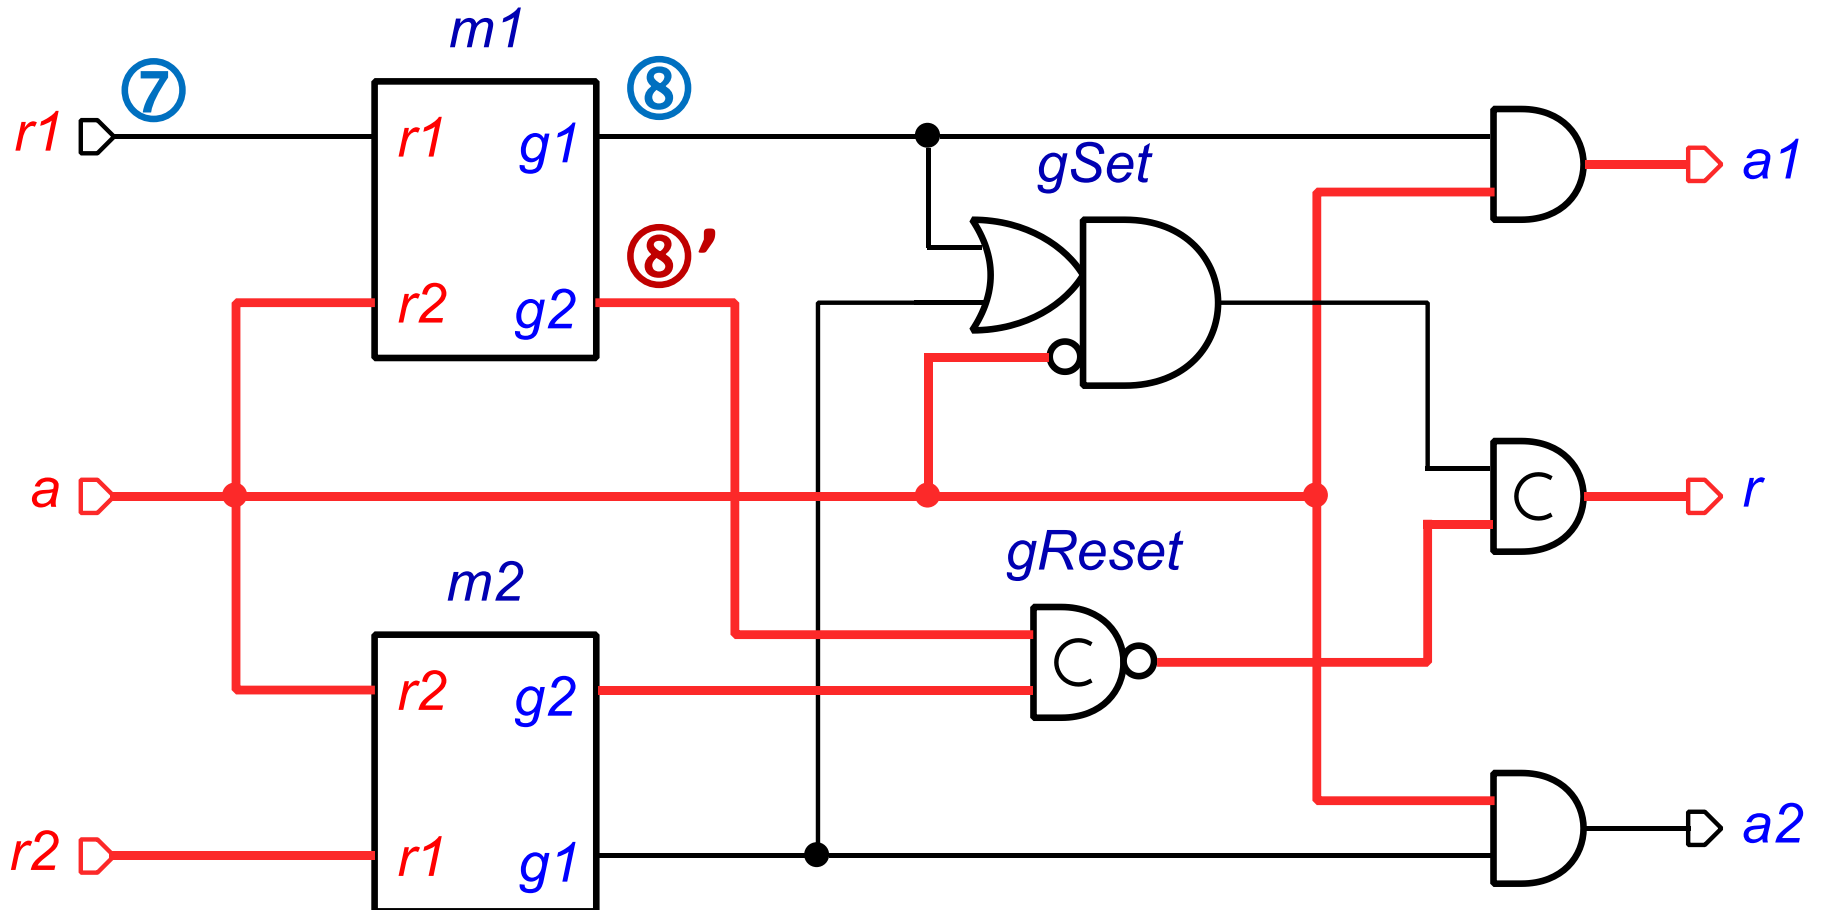 m1
⑦
⑧
r1
r1
g1
gSet
a1
⑧'
r2
g2
a
r
m2
gReset
C
r2
g2
C
r2
r1
g1
a2